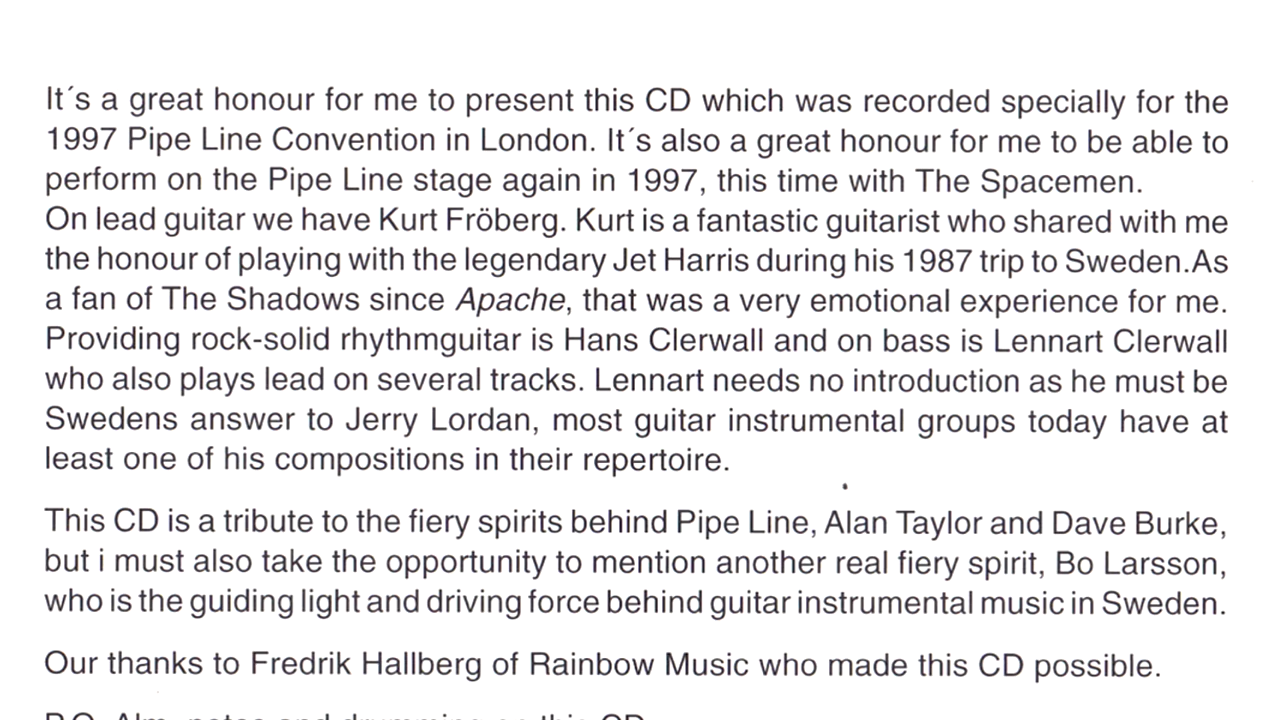 It´s a great honour for me to present this CD which was recorded specially for the
1997 Pipe Line Convention in London. It´s also a great honour for me to be able to
perform on the Pipe Line stage again in 1997, this time with The Spacemen.
On lead guitar we have Kurt Fröberg. Kurt is a fantastic guitarist who shared with me
the honour of playing with the legendary Jet Harris during his 1987 trip to Sweden.As
a fan of The Shadows since Apache, that was a very emotional experience for me.
Providing rock-solid rhythmguitar is Hans Clerwall and on bass is Lennart Clerwall
who also plays lead on several tracks. Lennart needs no introduction as he must be
Swedens answer to Jerry Lordan, most guitar instrumental groups today have at
least one of his compositions in their repertoire.
This CD is a tribute to the fiery spirits behind Pipe Line, Alan Taylor and Dave Burke,
but i must also take the opportunity to mention another real fiery spirit, Bo Larsson,
who is the guiding light and driving force behind guitar instrumental music in Sweden.
Our thanks to Fredrik Hallberg of Rainbow Music who made this CD possible.
P.O. Alm, notes and drumming on this CD